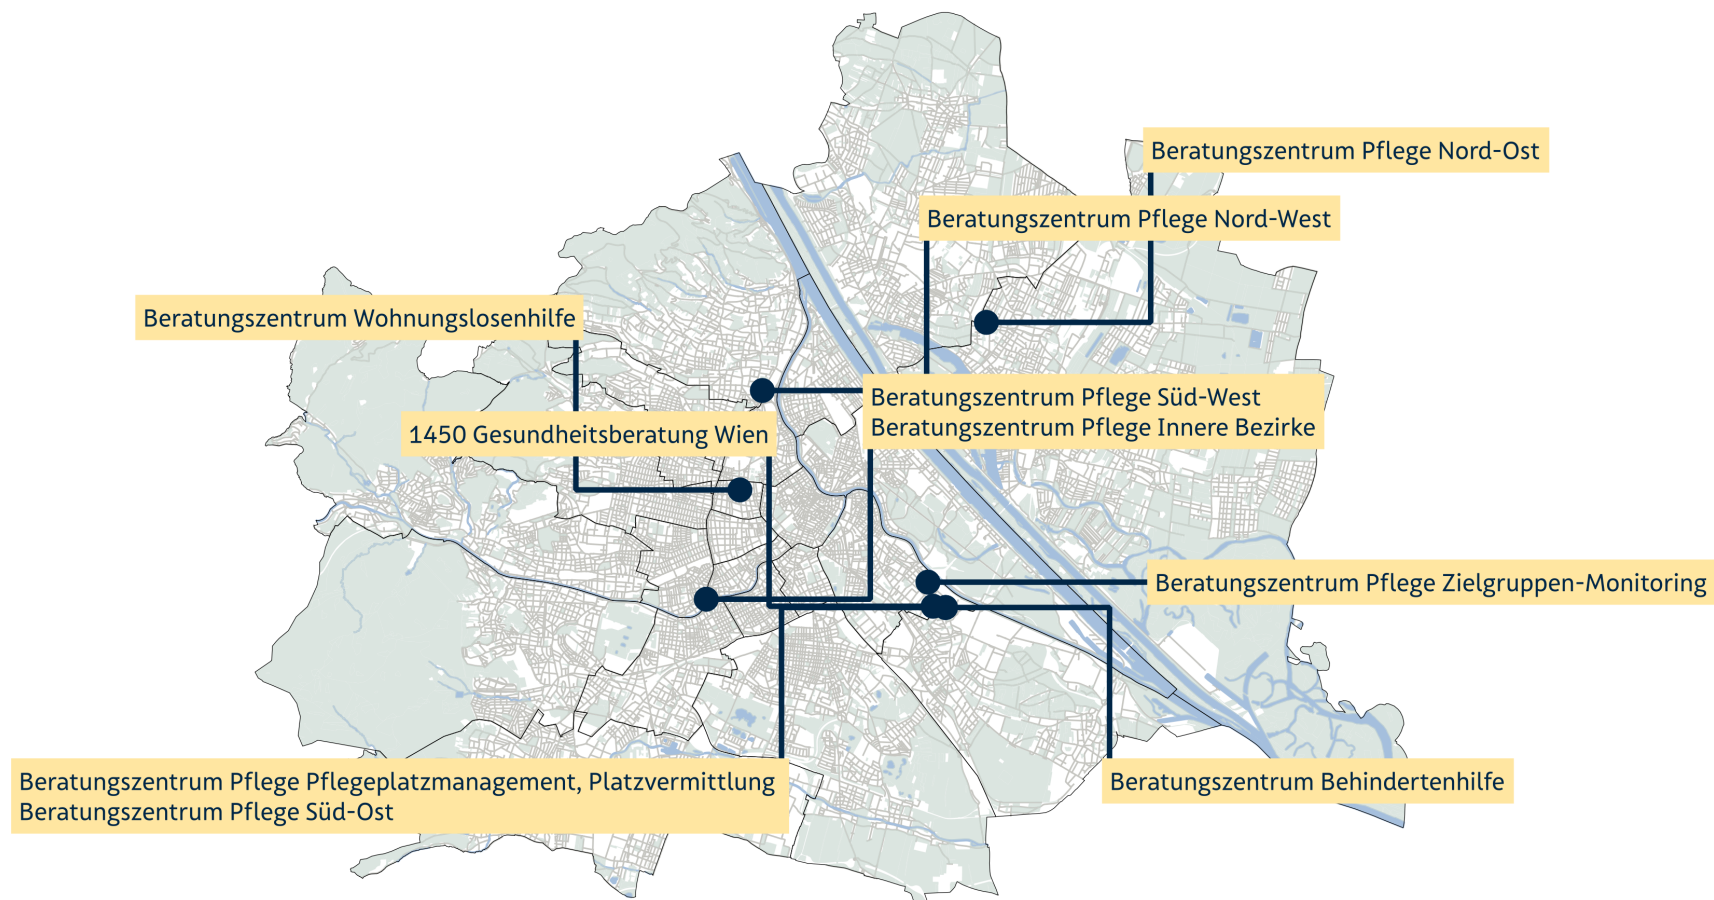 Beratungszentrum Pflege Nord-Ost
Beratungszentrum Pflege Nord-West
Beratungszentrum Wohnungslosenhilfe
Beratungszentrum Pflege Süd-West
Beratungszentrum Pflege Innere Bezirke
1450 Gesundheitsberatung Wien
Beratungszentrum Pflege Zielgruppen-Monitoring
Beratungszentrum Pflege Pflegeplatzmanagement, Platzvermittlung
Beratungszentrum Pflege Süd-Ost
Beratungszentrum Behindertenhilfe